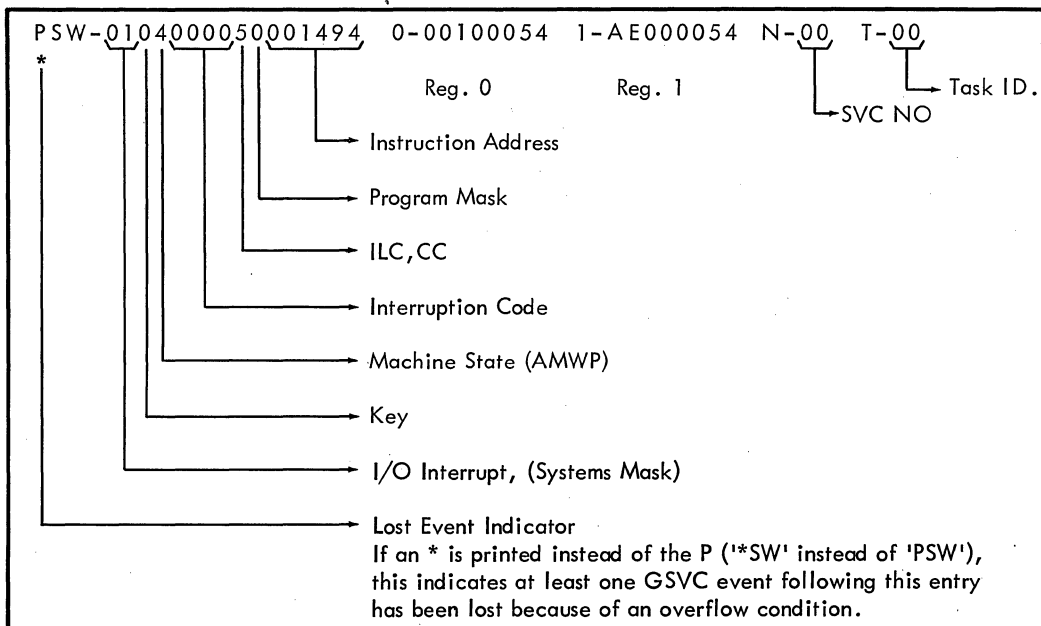 PSW-0104000050001494 0-00100054 1-AE000054 N-00 T-00
*
Reg. 0 Reg. 1 Task ID.
SVC NO
Instruction Address
Program Mask
ILC,CC
Interruption Code
Machine State (AMWP)
Key
I/O Interrupt, (Systems Mask)
Lost Event Indicator
If an * is printed instead of the P ('*SW' instead of 'PSW'),
this indicates at least one GSVC event following this entry
has been lost because of an overflow condition.